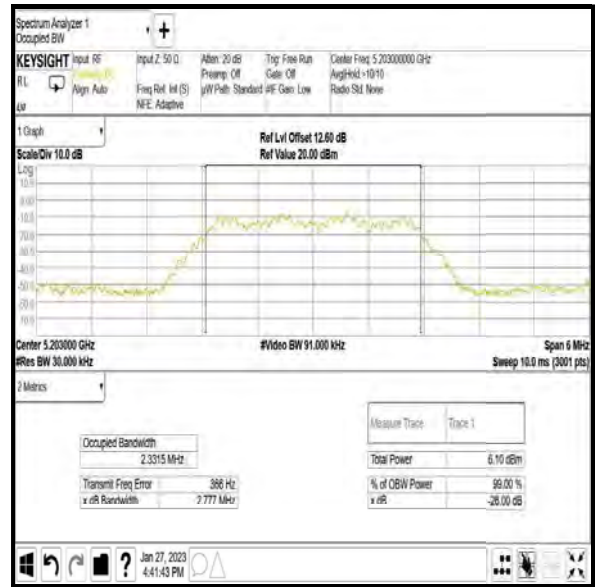 Spectrum Analyzer 1
Occupied BW
KEYSIGHT
Input: RF
Input Z: 50 Ω
Atten: 20 dB
Trig: Free Run
Center Freq: 5.203000000 GHz
Preamp: Off
Gate: Off
Avg|Hold:>10/10
RL
Align: Auto
Freq Ref: Int (S)
µW Path: Standard
#IF Gain: Low
Radio Std: None
NFE: Adaptive
1 Graph
Ref Lvl Offset 12.60 dB
Scale/Div 10.0 dB
Ref Value 20.00 dBm
Log
Center 5.203000 GHz
#Video BW 91.000 kHz
Span 6 MHz
#Res BW 30.000 kHz
Sweep 10.0 ms (3001 pts)
2 Metrics
Measure Trace
Trace 1
Occupied Bandwidth
2.3315 MHz
Total Power
6.10 dBm
Transmit Freq Error
366 Hz
% of OBW Power
99.00 %
x dB Bandwidth
2.777 MHz
x dB
-26.00 dB
?
Jan 27, 2023
4:41:43 PM